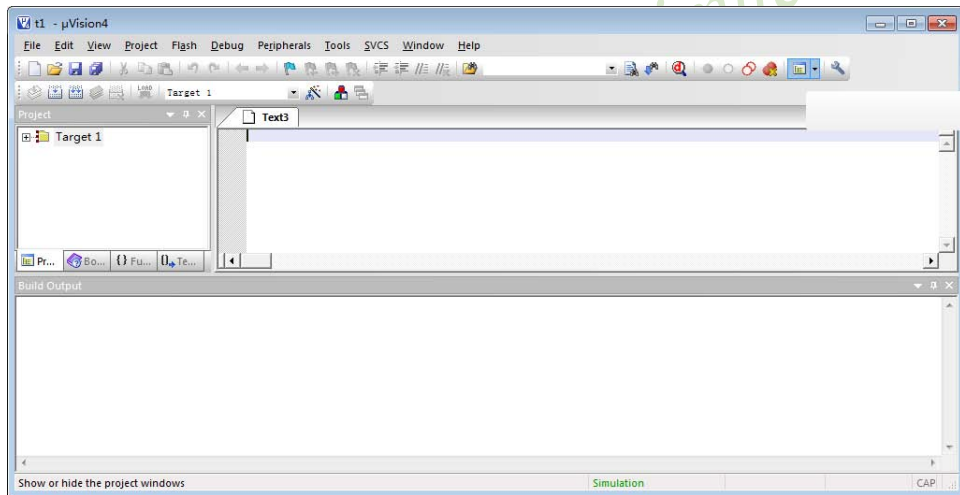 t1 - µVision4
File Edit View Project Flash Debug Peripherals Tools SVCS Window Help
LOAD Target 1
Project
Text3
Target 1
Pr... Bo... {} Fu... 0 Te...
Build Output
Show or hide the project windows Simulation CAP